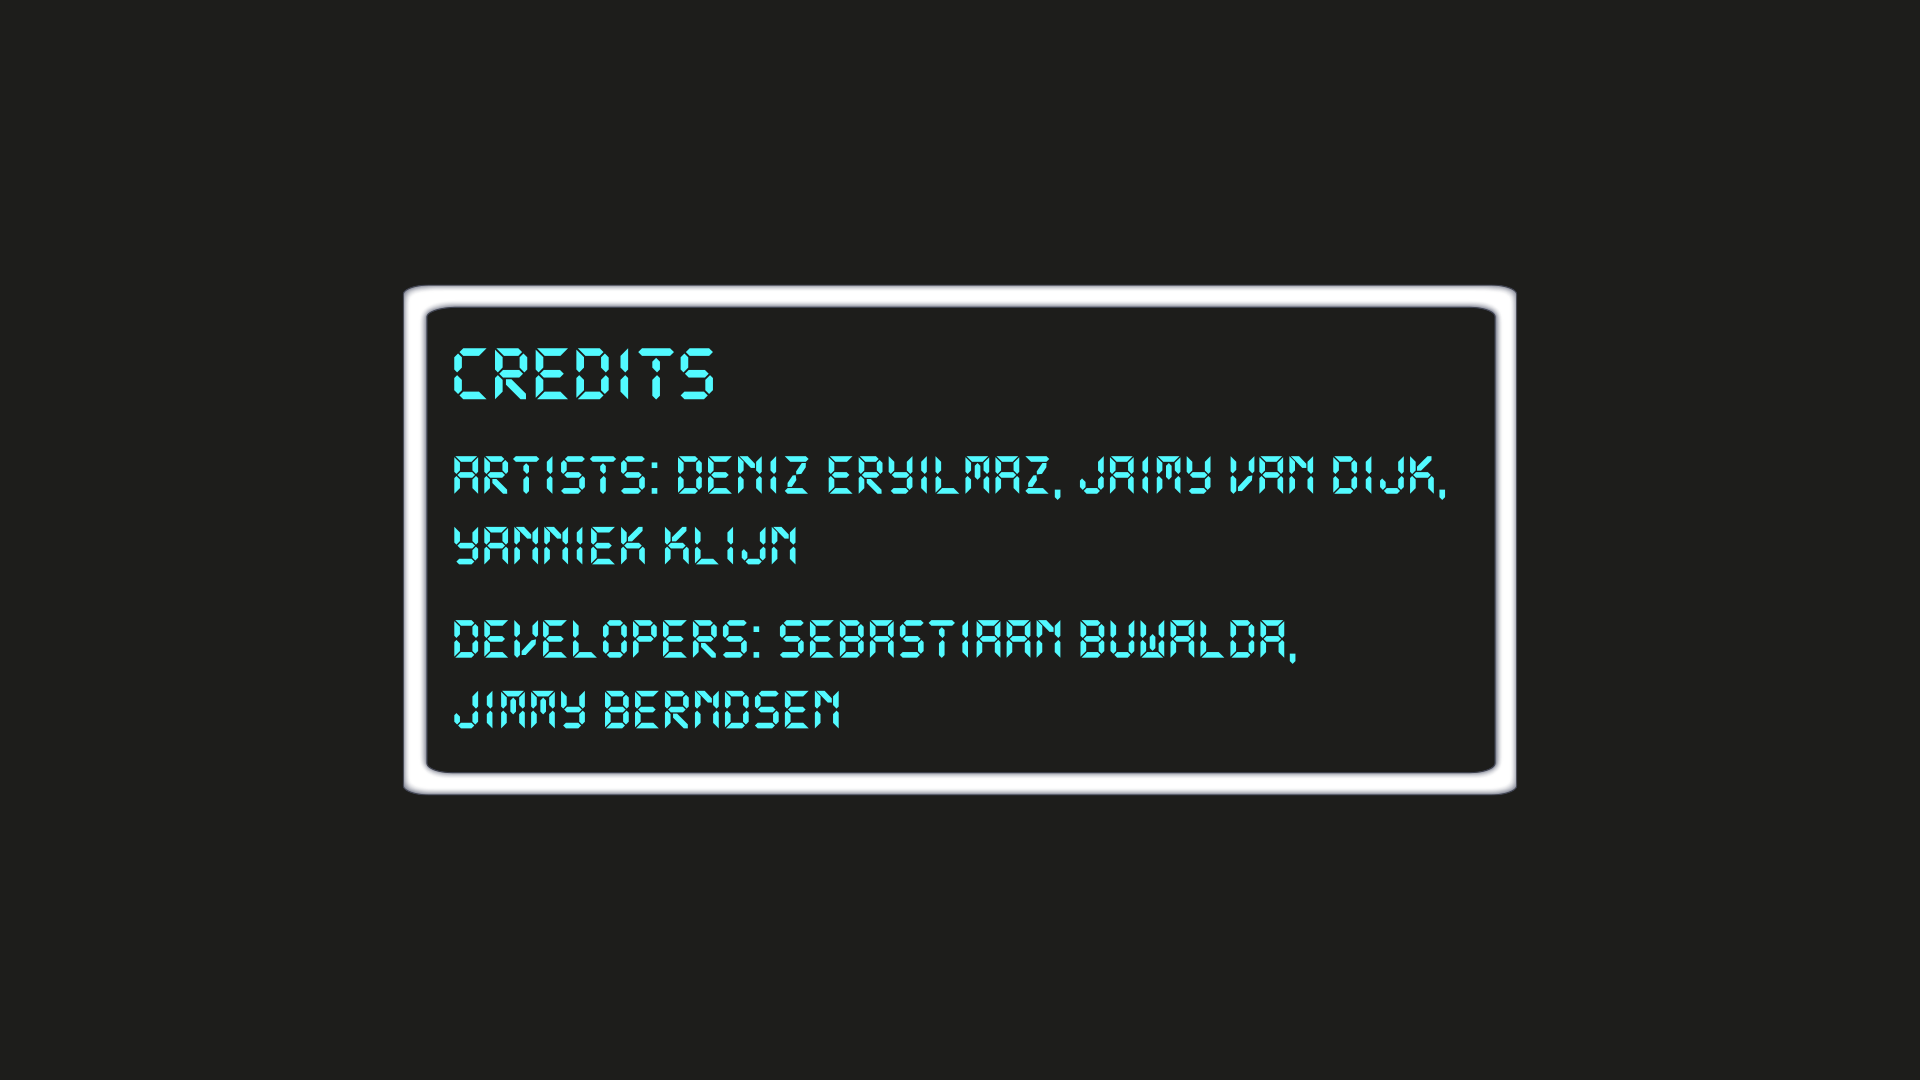 CREDITS
ARTISTS: DENIZ ERYILMAZ, JAIMY VAN DIJK,
YANNIEK KLIJN
DEVELOPERS: SEBASTIAAN BUWALDA,
JIMMY BERNDSEN